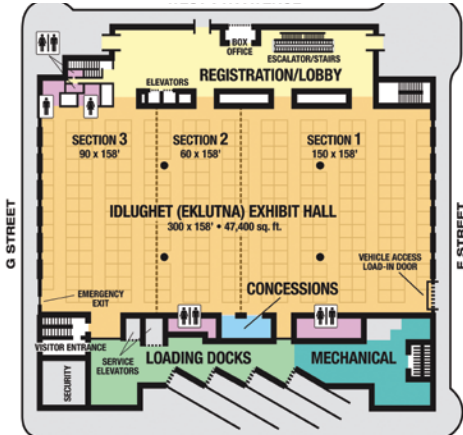 BOX
OFFICE
ESCALATOR/STAIRS
REGISTRATION/LOBBY
ELEVATORS
SECTION 3
90 x 158'
SECTION 2
60 x 158'
SECTION 1
150 x 158'
IDLUGHET (EKLUTNA) EXHIBIT HALL
300 x 158' • 47,400 sq. ft.
G STREET
E STREET
VEHICLE ACCESS
LOAD-IN DOOR
EMERGENCY
EXIT
CONCESSIONS
VISITOR ENTRANCE
SERVICE
ELEVATORS
LOADING DOCKS
MECHANICAL
SECURITY